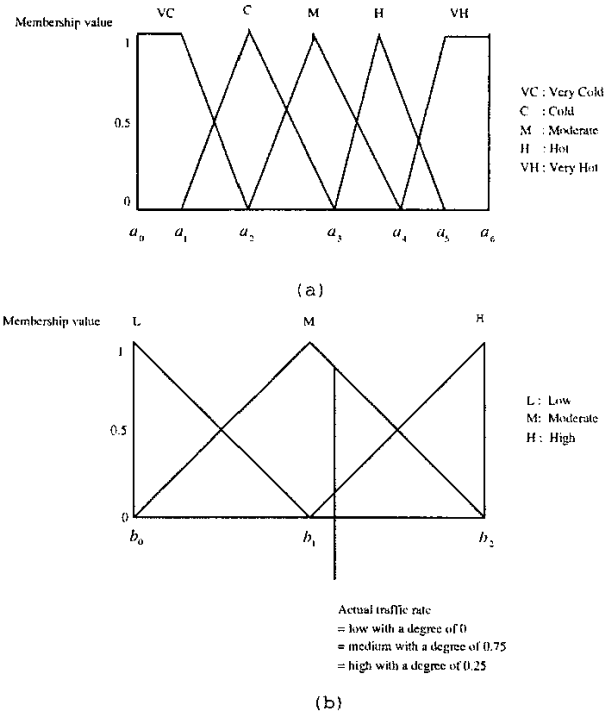 Membership value
VC C M H VH
1
0.5
0
a0 a1 a2 a3 a4 a5 a6
VC : Very Cold
C : Cold
M : Moderate
H : Hot
VH : Very Hot
(a)
Membership value
L M H
1
0.5
0
b0 b1 b2
L : Low
M: Moderate
H : High
Actual traffic rate
= low with a degree of 0
= medium with a degree of 0.75
= high with a degree of 0.25
(b)